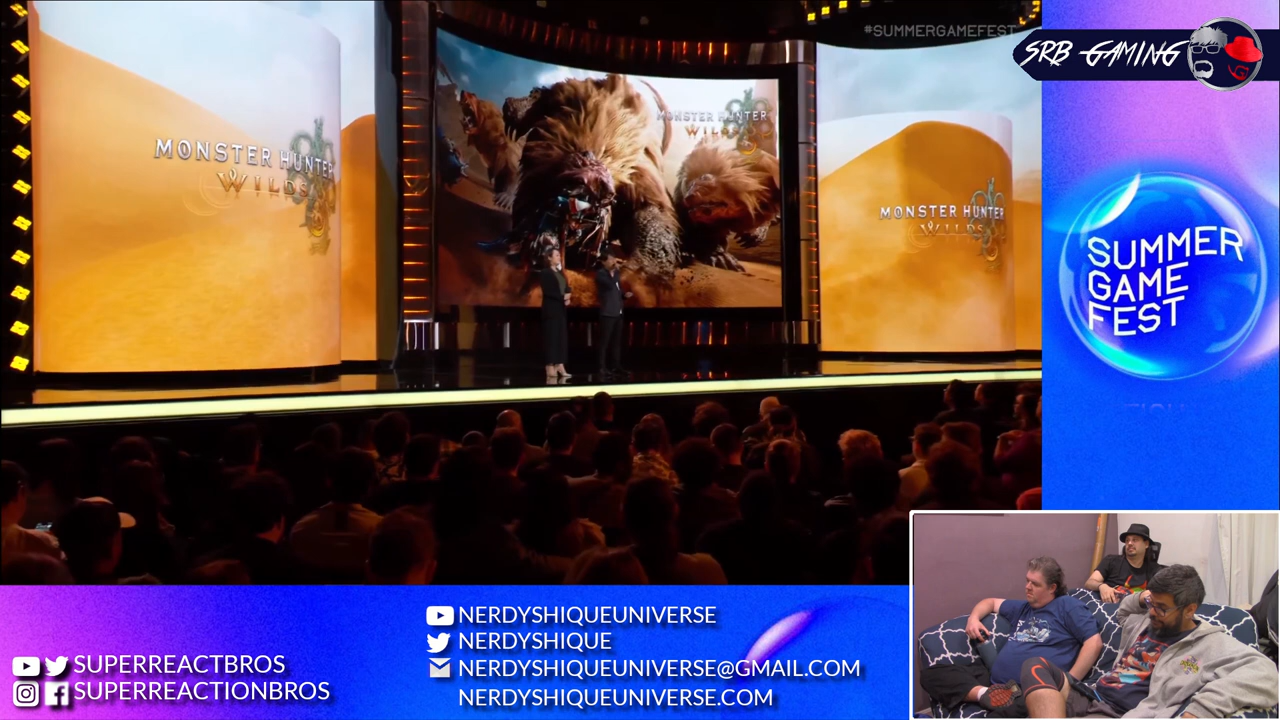 #SUMMERGAMEFEST
SRB GAMING
MONSTER HUNTER
WILDS
MONSTER HUNTER
WILDS
MONSTER HUNTER
WILDS
SUMMER
GAME
FEST
NERDYSHIQUEUNIVERSE
NERDYSHIQUE
NERDYSHIQUEUNIVERSE@GMAIL.COM
NERDYSHIQUEUNIVERSE.COM
SUPERREACTBROS
SUPERREACTIONBROS